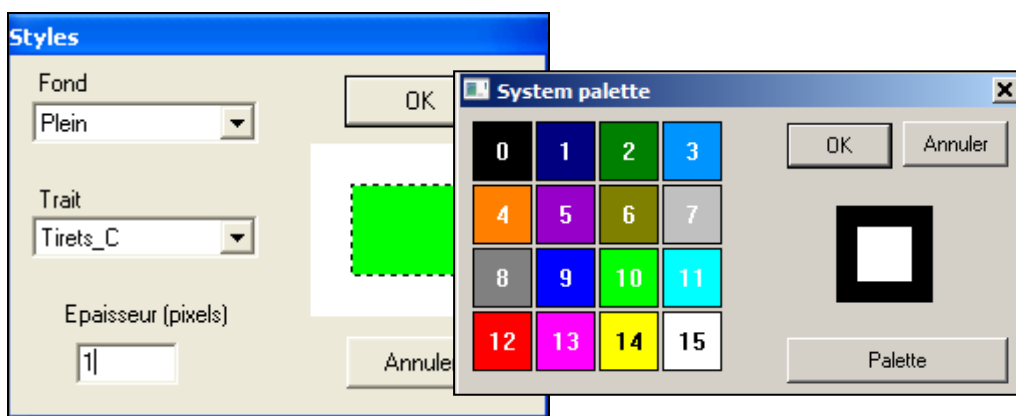 Styles
Fond
Plein
OK
Trait
Tirets_C
Epaisseur (pixels)
1
Annule
System palette
0 1 2 3
4 5 6 7
8 9 10 11
12 13 14 15
OK Annuler
Palette